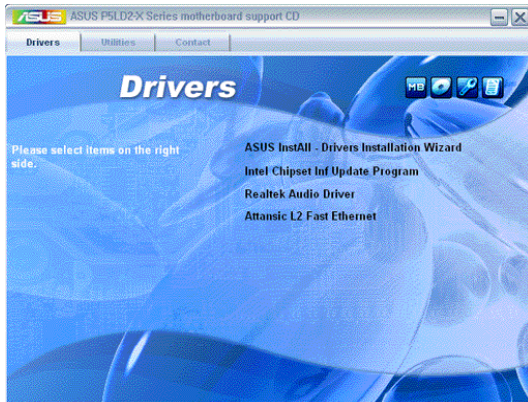 ASUS ASUS P5LD2-X Series motherboard support CD
Drivers Utilities Contact
Drivers
MB
Please select items on the right
side.
ASUS InstAll - Drivers Installation Wizard
Intel Chipset Inf Update Program
Realtek Audio Driver
Attansic L2 Fast Ethernet